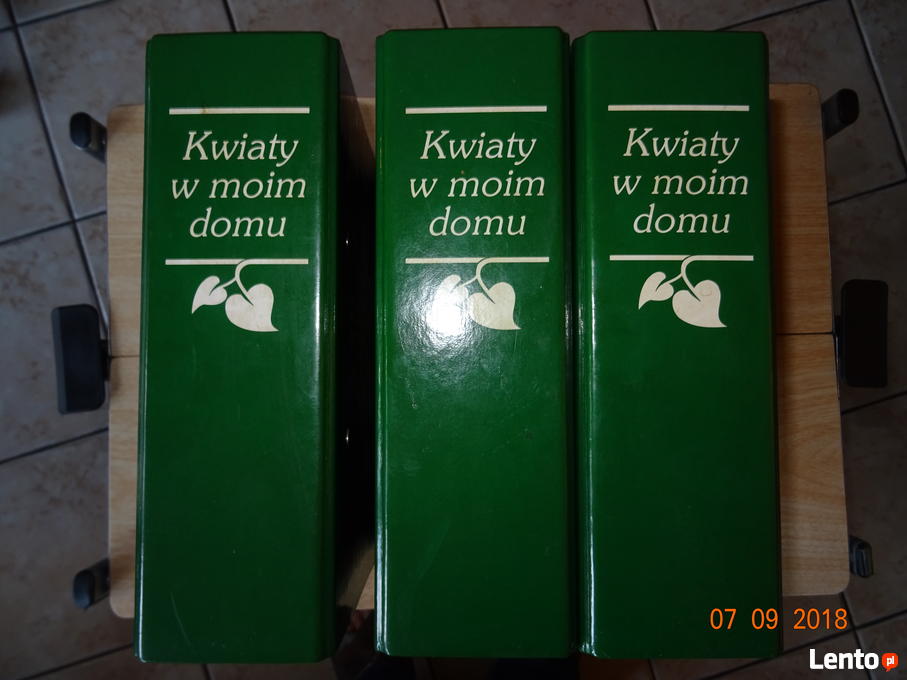 Kwiaty
w moim
domu
Kwiaty
w moim
domu
Kwiaty
w moim
domu
07 09 2018
Lento pl